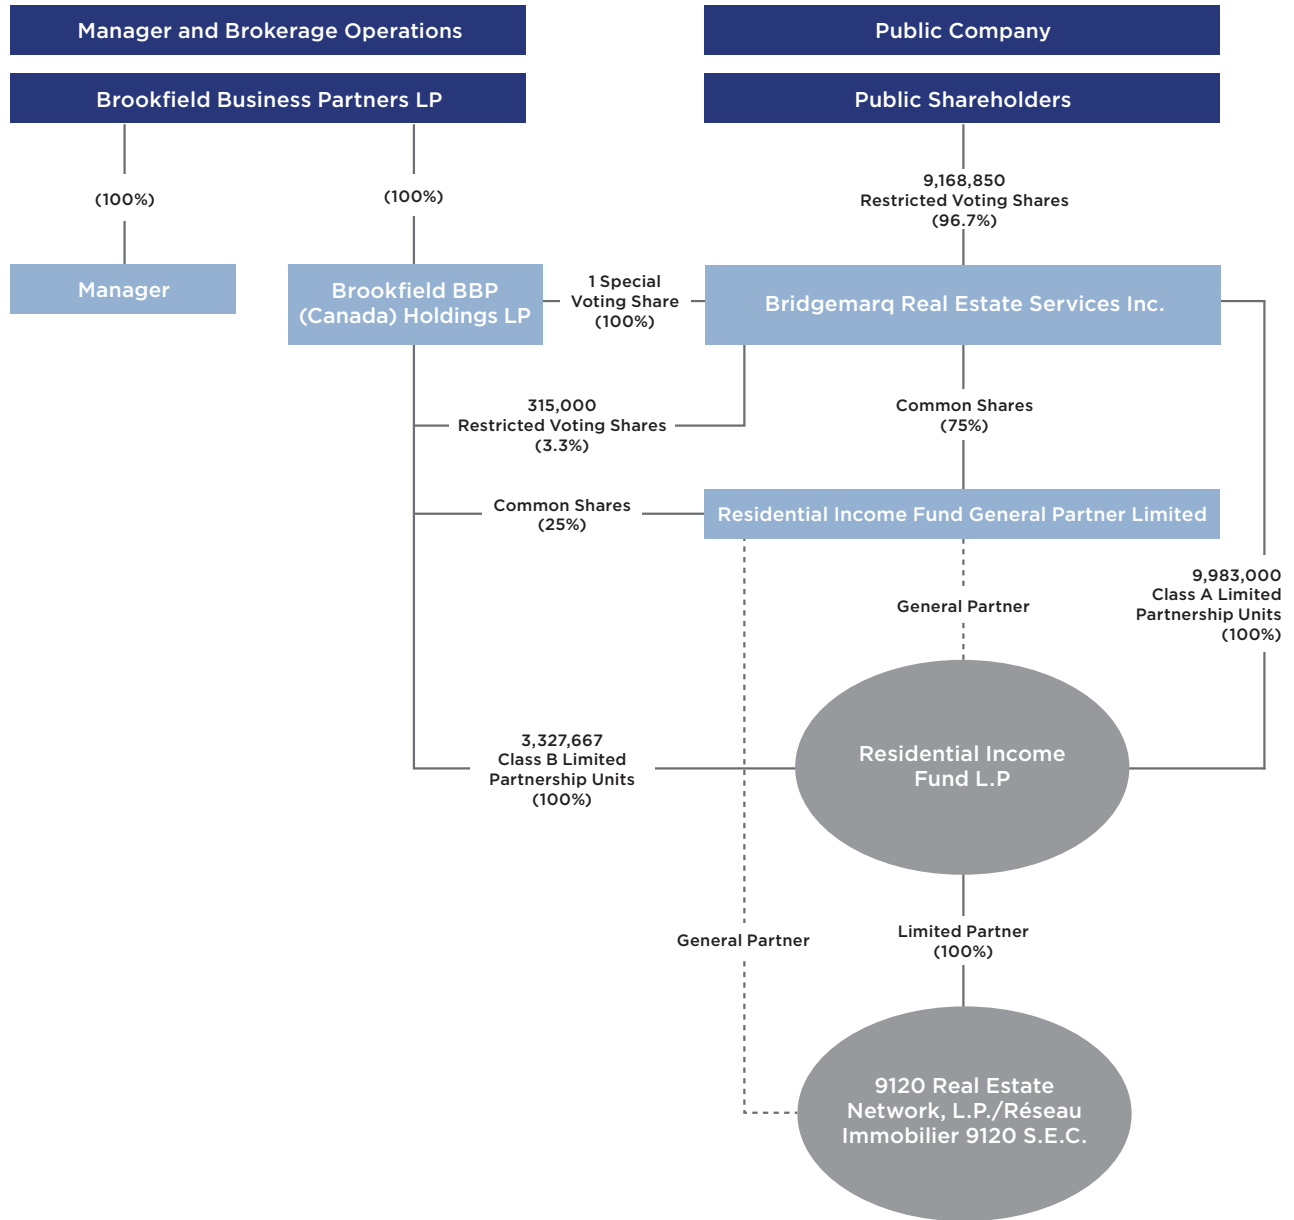 Manager and Brokerage Operations
Public Company
Brookfield Business Partners LP
Public Shareholders
(100%)
(100%)
9,168,850
Restricted Voting Shares
(96.7%)
Manager
Brookfield BBP
(Canada) Holdings LP
1 Special
Voting Share
(100%)
Bridgemarq Real Estate Services Inc.
315,000
Restricted Voting Shares
(3.3%)
Common Shares
(75%)
Common Shares
(25%)
Residential Income Fund General Partner Limited
General Partner
9,983,000
Class A Limited
Partnership Units
(100%)
3,327,667
Class B Limited
Partnership Units
(100%)
Residential Income
Fund L.P
General Partner
Limited Partner
(100%)
9120 Real Estate
Network, L.P./Réseau
Immobilier 9120 S.E.C.